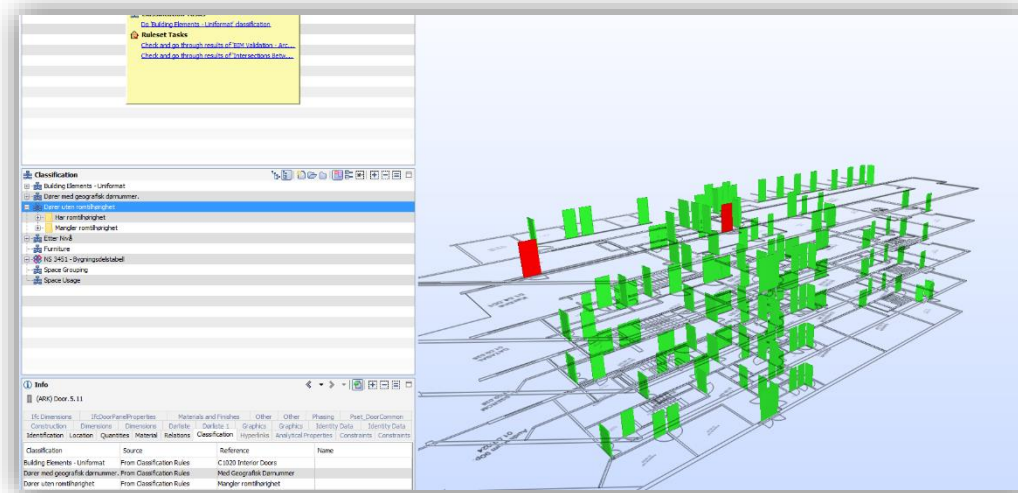 Do 'Building Elements - Uniformat' classification
Ruleset Tasks
Check and go through results of 'BIM Validation - Arc...
Check and go through results of 'Intersections Betw...
Classification
Building Elements - Uniformat
Dører med geografisk dørnummer.
Dører uten romtilhørighet
Har romtilhørighet
Mangler romtilhørighet
Etter Nivå
Furniture
NS 3451 - Bygningsdelstabell
Space Grouping
Space Usage
Info
(ARK) Door.5.11
Ifc Dimensions IfcDoorPanelProperties Materials and Finishes Other Other Phasing Pset_DoorCommon
Construction Dimensions Dimensions Dørliste Dørliste 1 Graphics Graphics Identity Data Identity Data
Identification Location Quantities Material Relations Classification Hyperlinks Analytical Properties Constraints Constraints
Classification Source Reference Name
Building Elements - Uniformat From Classification Rules C1020 Interior Doors
Dører med geografisk dørnummer. From Classification Rules Med Geografisk Dørnummer
Dører uten romtilhørighet From Classification Rules Mangler romtilhørighet